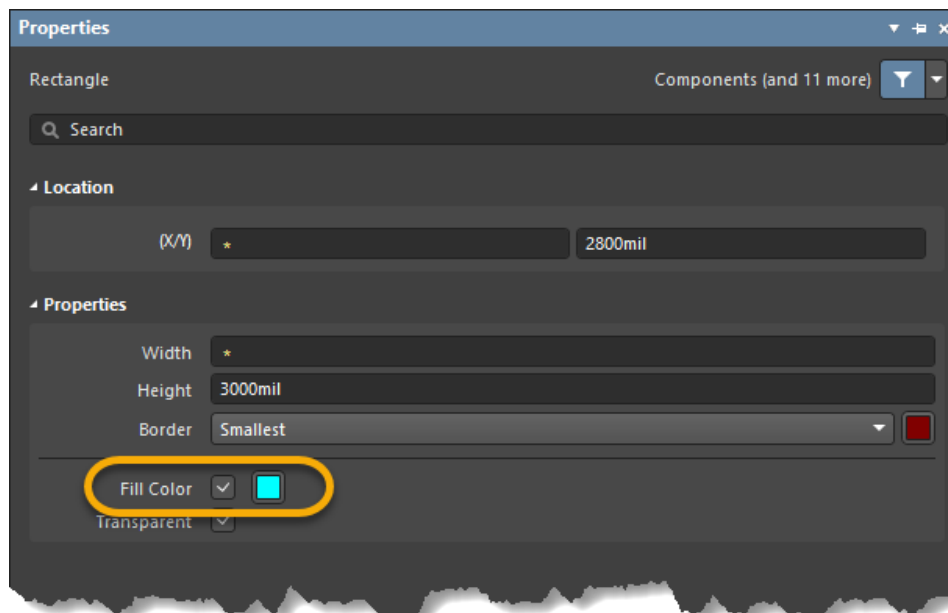 Properties
Rectangle Components (and 11 more)
Search
Location
(X/Y) * 2800mil
Properties
Width *
Height 3000mil
Border Smallest
Fill Color
Transparent